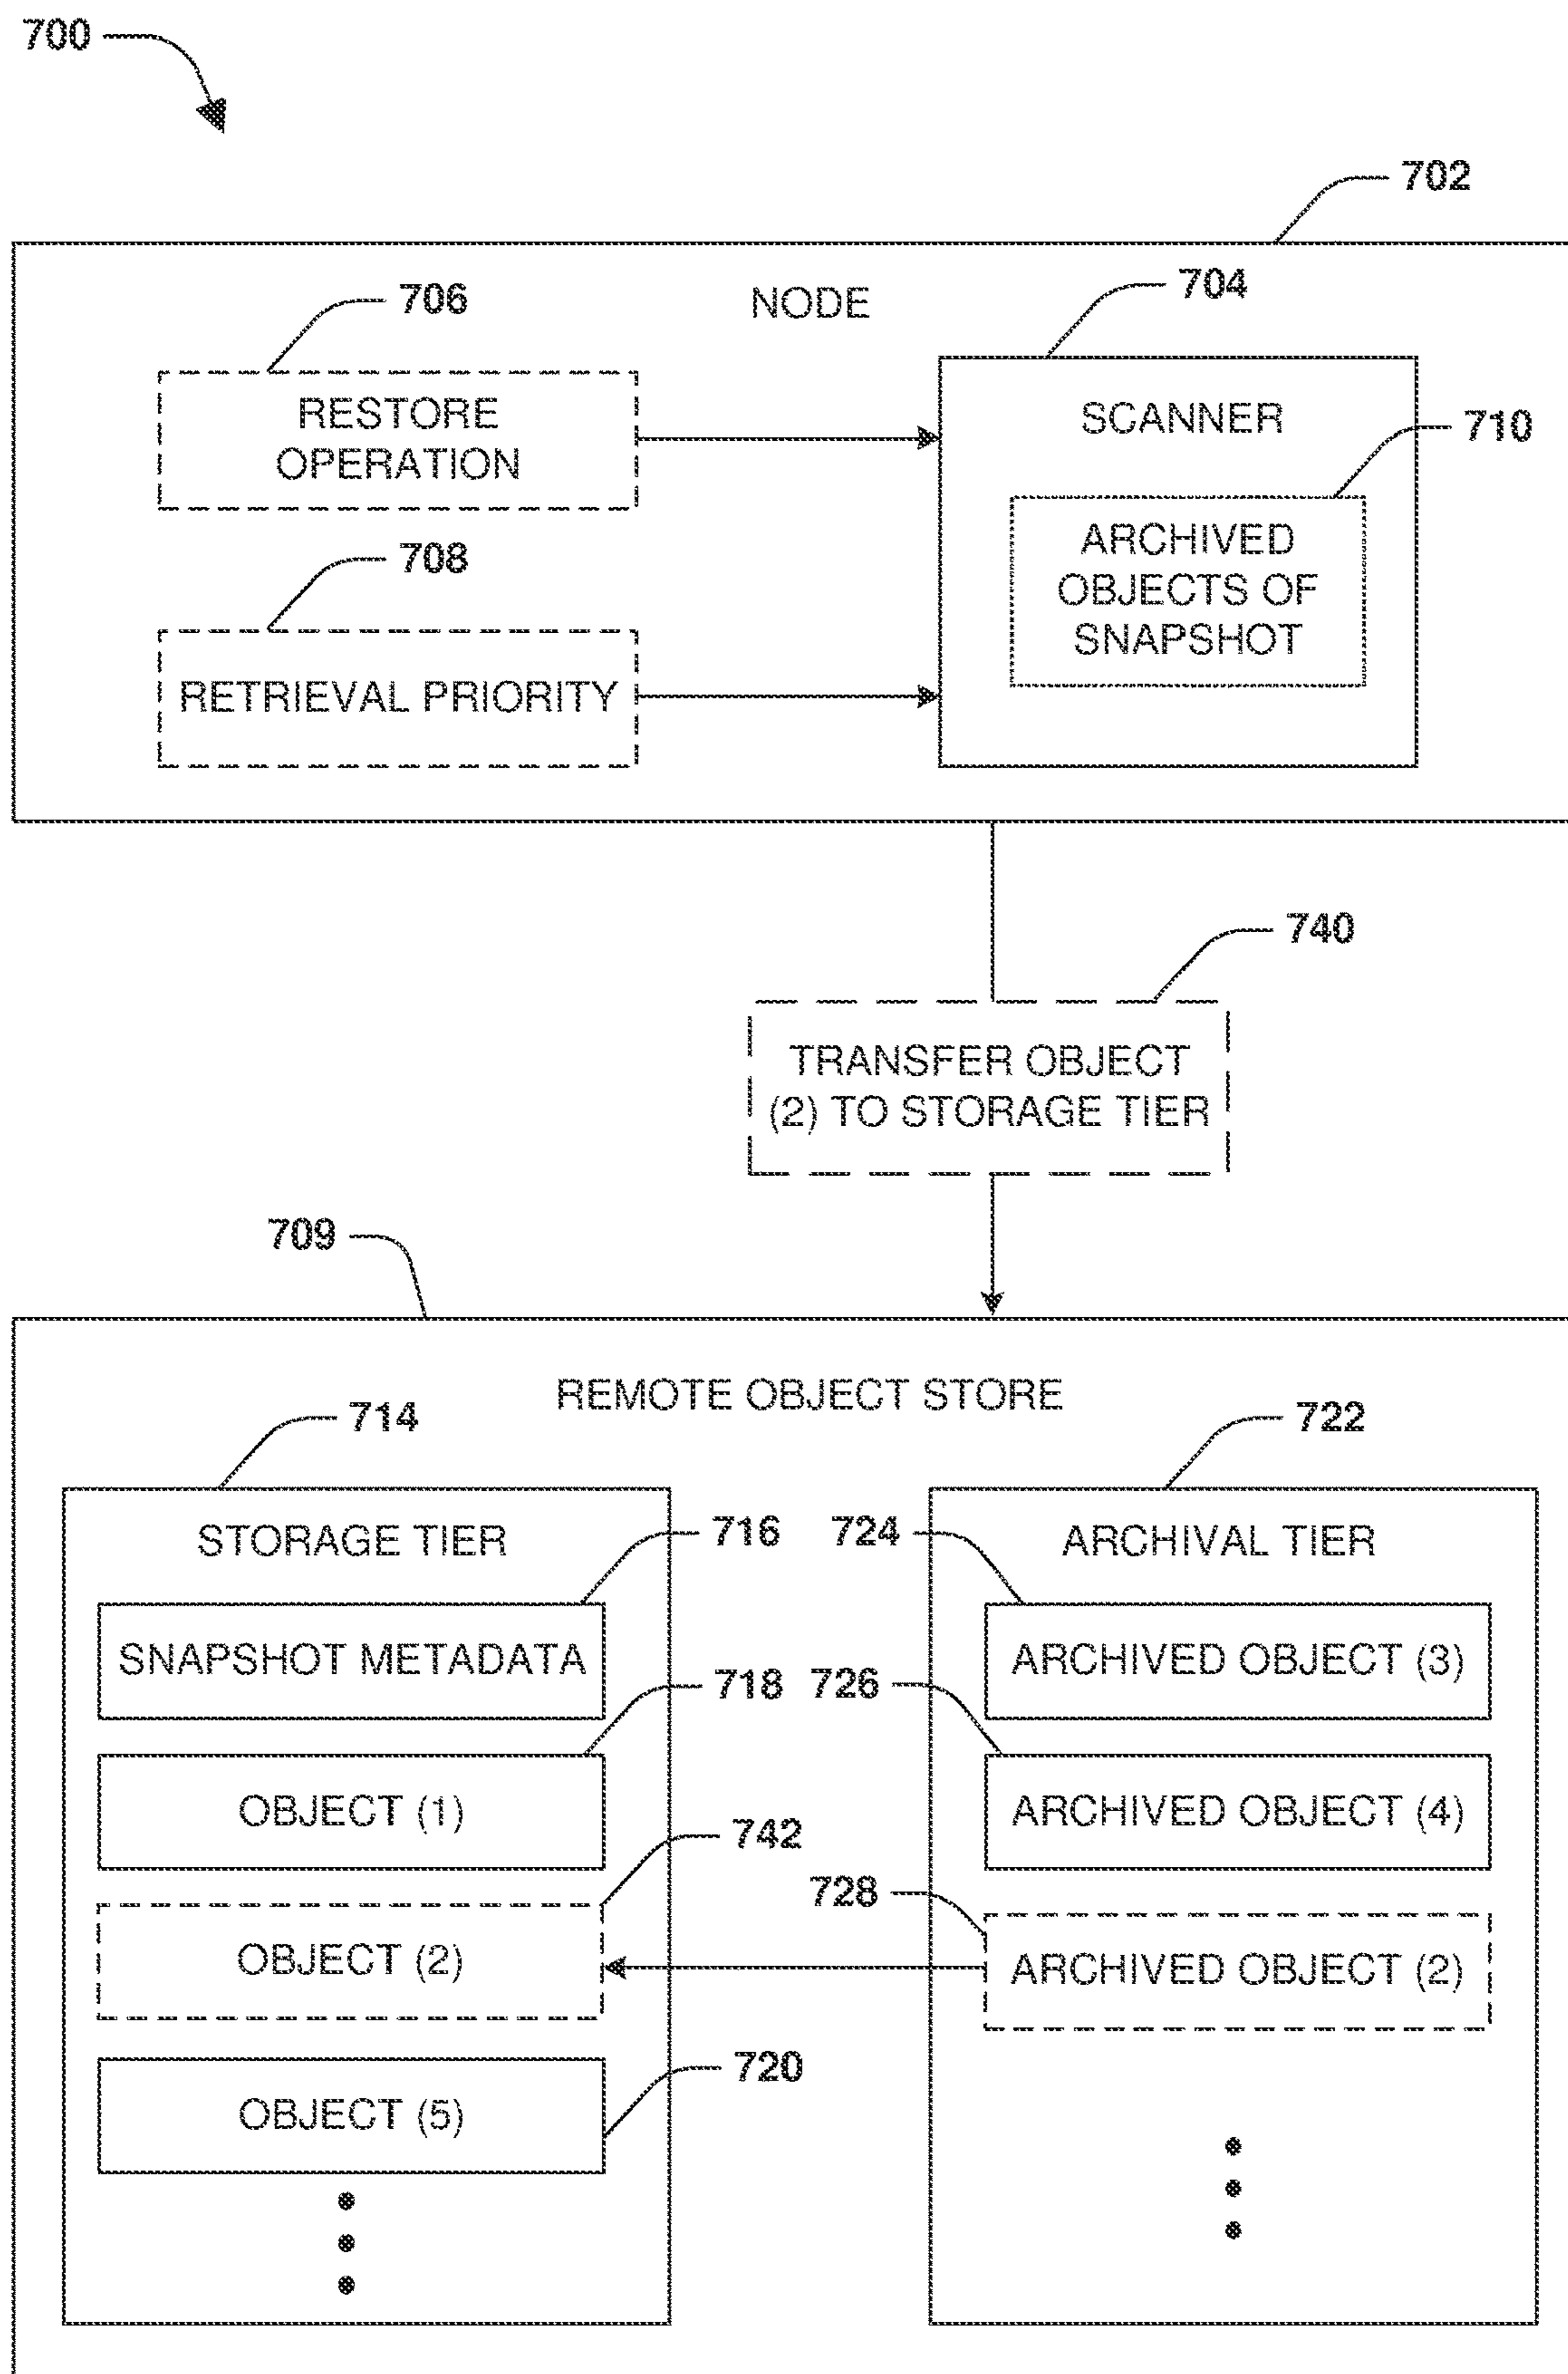 700
702
706
NODE
704
RESTORE
OPERATION
SCANNER
710
ARCHIVED
OBJECTS OF
SNAPSHOT
708
RETRIEVAL PRIORITY
740
TRANSFER OBJECT
(2) TO STORAGE TIER
709
REMOTE OBJECT STORE
714
722
STORAGE TIER
716
724
ARCHIVAL TIER
SNAPSHOT METADATA
ARCHIVED OBJECT (3)
718
726
OBJECT (1)
ARCHIVED OBJECT (4)
742
728
OBJECT (2)
ARCHIVED OBJECT (2)
720
OBJECT (5)